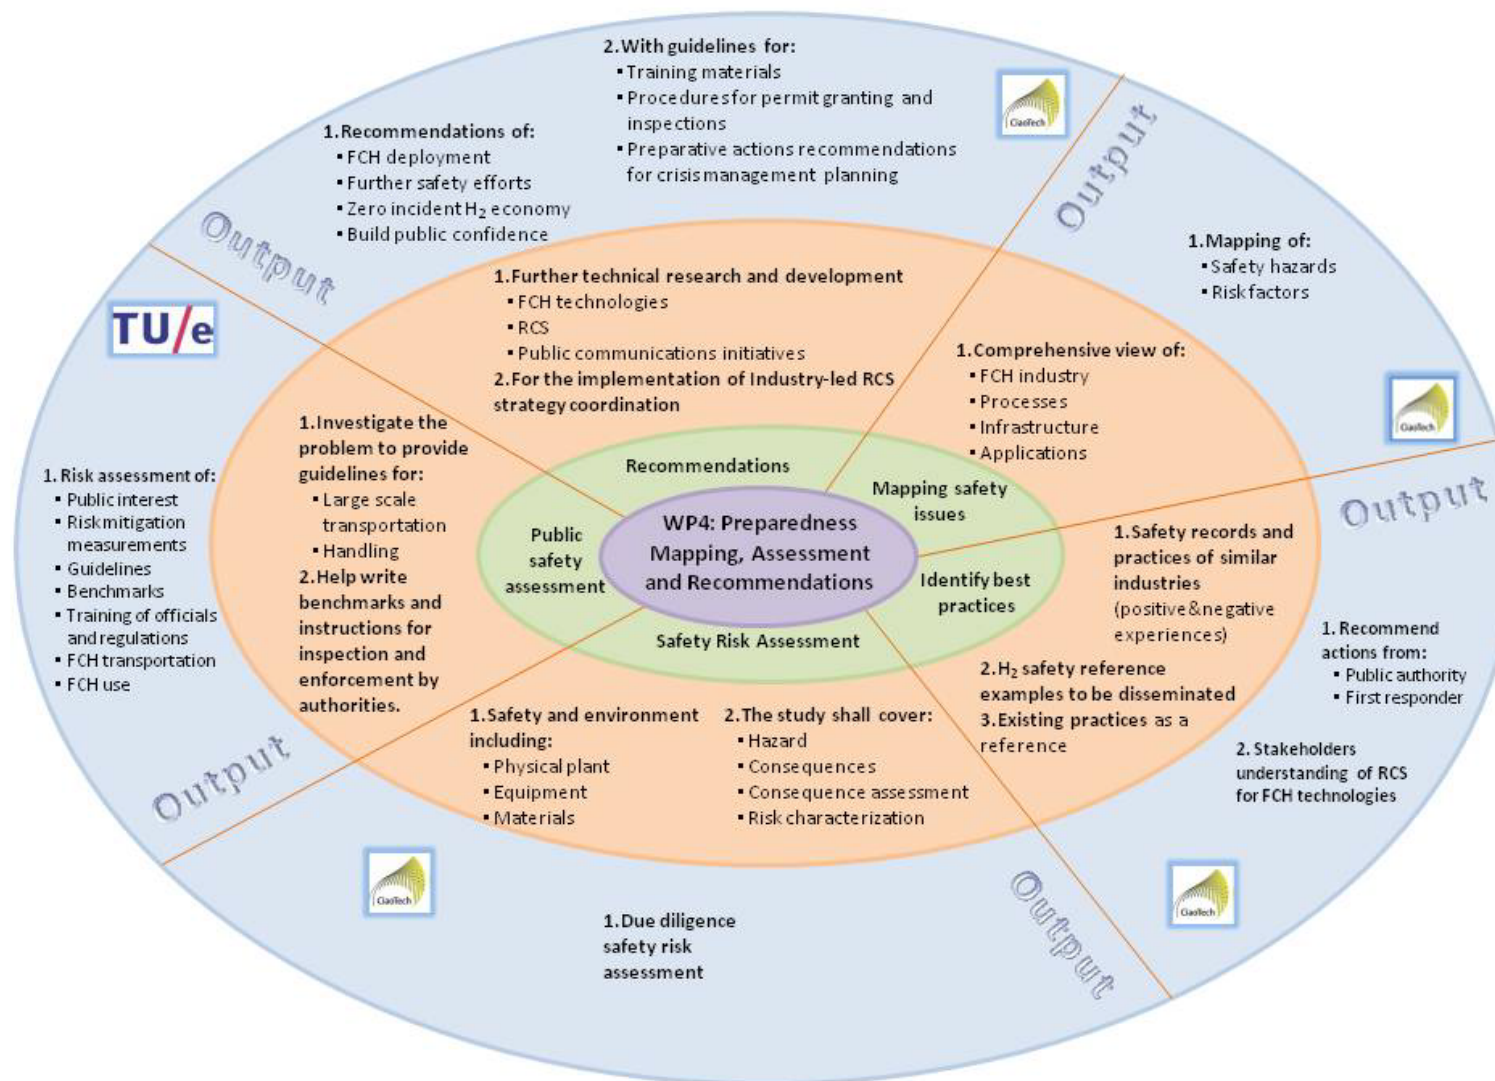 2.With guidelines for:
▪ Training materials
▪ Procedures for permit granting and
inspections
▪ Preparative actions recommendations
for crisis management planning
CiaoTech
Output
1.Recommendations of:
▪ FCH deployment
▪ Further safety efforts
▪ Zero incident H₂ economy
▪ Build public confidence
Output
1.Mapping of:
▪ Safety hazards
▪ Risk factors
TU/e
1.Further technical research and development
▪ FCH technologies
▪ RCS
▪ Public communications initiatives
2.For the implementation of Industry-led RCS
strategy coordination
1.Comprehensive view of:
▪ FCH industry
▪ Processes
▪ Infrastructure
▪ Applications
CiaoTech
Output
1.Investigate the
problem to provide
guidelines for:
▪ Large scale
transportation
▪ Handling
2.Help write
benchmarks and
instructions for
inspection and
enforcement by
authorities.
1. Risk assessment of:
▪ Public interest
▪ Risk mitigation
measurements
▪ Guidelines
▪ Benchmarks
▪ Training of officials
and regulations
▪ FCH transportation
▪ FCH use
Recommendations
Mapping safety
issues
Public
safety
assessment
WP4: Preparedness
Mapping, Assessment
and Recommendations
Identify best
practices
Safety Risk Assessment
1.Safety records and
practices of similar
industries
(positive&negative
experiences)
2.H₂ safety reference
examples to be disseminated
3.Existing practices as a
reference
1. Recommend
actions from:
▪ Public authority
▪ First responder
2. Stakeholders
understanding of RCS
for FCH technologies
1.Safety and environment
including:
▪ Physical plant
▪ Equipment
▪ Materials
2.The study shall cover:
▪ Hazard
▪ Consequences
▪ Consequence assessment
▪ Risk characterization
Output
CiaoTech
1.Due diligence
safety risk
assessment
Output
CiaoTech